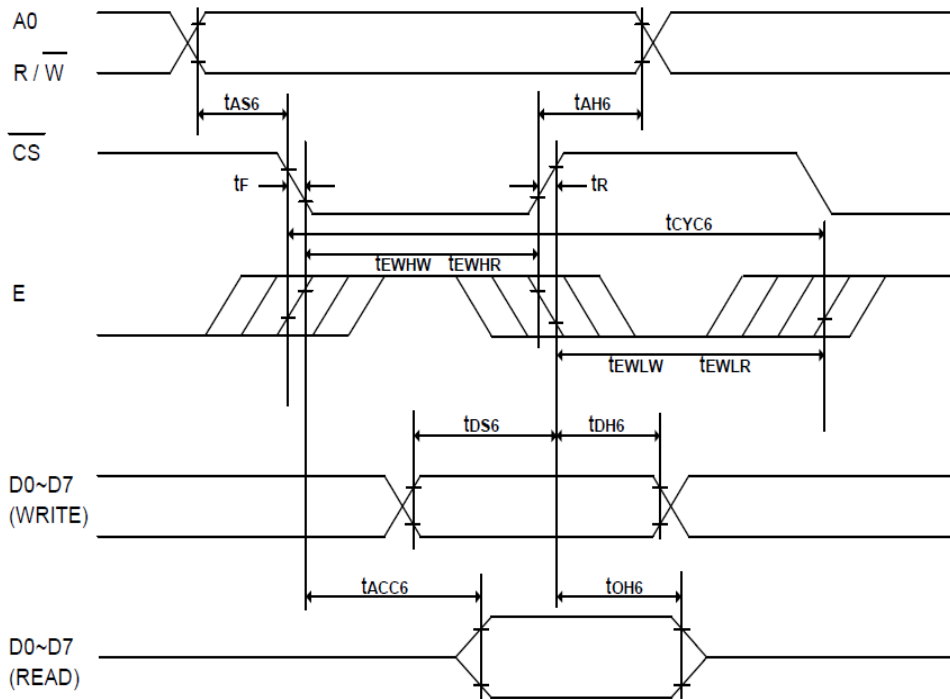 A0
R / W
tAS6
tAH6
CS
tF
tR
tCYC6
tEWHW tEWHR
E
tEWLW tEWLR
tDS6
tDH6
D0~D7
(WRITE)
tACC6
tOH6
D0~D7
(READ)